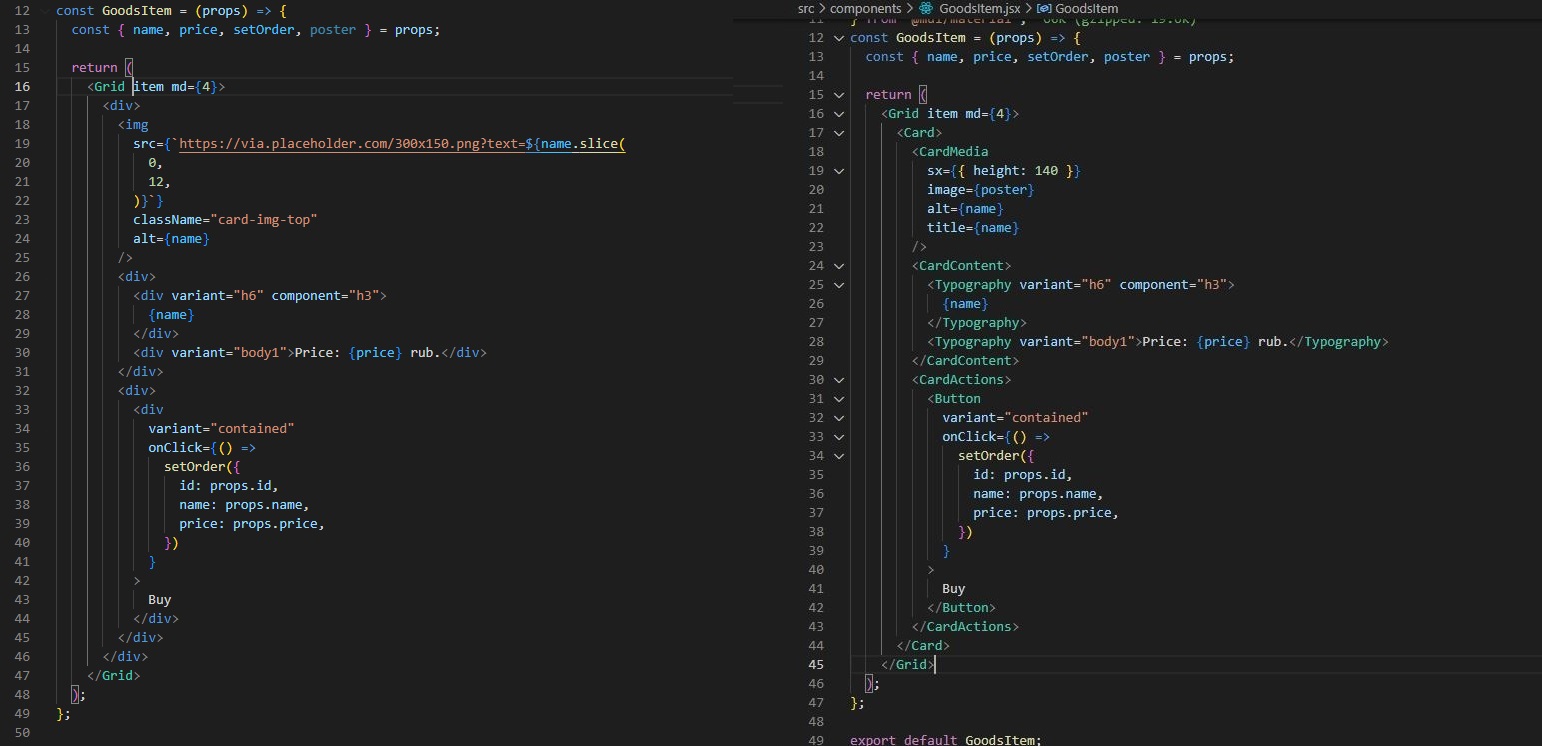 12 const GoodsItem = (props) => {
13 const { name, price, setOrder, poster } = props;
14
15 return (
16 <Grid item md={4}>
17 <div>
18 <img
19 src={`https://via.placeholder.com/300x150.png?text=${name.slice(
20 0,
21 12,
22 )}`}
23 className="card-img-top"
24 alt={name}
25 />
26 <div>
27 <div variant="h6" component="h3">
28 {name}
29 </div>
30 <div variant="body1">Price: {price} rub.</div>
31 </div>
32 <div>
33 <div
34 variant="contained"
35 onClick={() =>
36 setOrder({
37 id: props.id,
38 name: props.name,
39 price: props.price,
40 })
41 }
42 >
43 Buy
44 </div>
45 </div>
46 </div>
47 </Grid>
48 );
49 };
50
src > components > GoodsItem.jsx > GoodsItem
11 } from "@mui/material";
12 const GoodsItem = (props) => {
13 const { name, price, setOrder, poster } = props;
14
15 return (
16 <Grid item md={4}>
17 <Card>
18 <CardMedia
19 sx={{ height: 140 }}
20 image={poster}
21 alt={name}
22 title={name}
23 />
24 <CardContent>
25 <Typography variant="h6" component="h3">
26 {name}
27 </Typography>
28 <Typography variant="body1">Price: {price} rub.</Typography>
29 </CardContent>
30 <CardActions>
31 <Button
32 variant="contained"
33 onClick={() =>
34 setOrder({
35 id: props.id,
36 name: props.name,
37 price: props.price,
38 })
39 }
40 >
41 Buy
42 </Button>
43 </CardActions>
44 </Card>
45 </Grid>
46 );
47 };
48
49 export default GoodsItem;